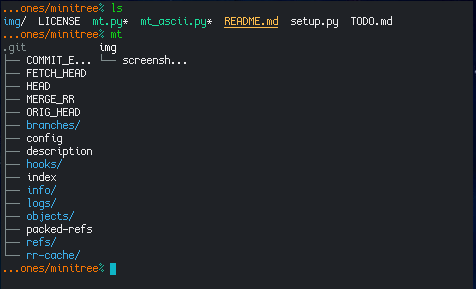 ...ones/minitree% ls
img/ LICENSE mt.py* mt_ascii.py* README.md setup.py TODO.md
...ones/minitree% mt
.git img
├── COMMIT_E... └── screensh...
├── FETCH_HEAD
├── HEAD
├── MERGE_RR
├── ORIG_HEAD
├── branches/
├── config
├── description
├── hooks/
├── index
├── info/
├── logs/
├── objects/
├── packed-refs
├── refs/
└── rr-cache/
...ones/minitree%